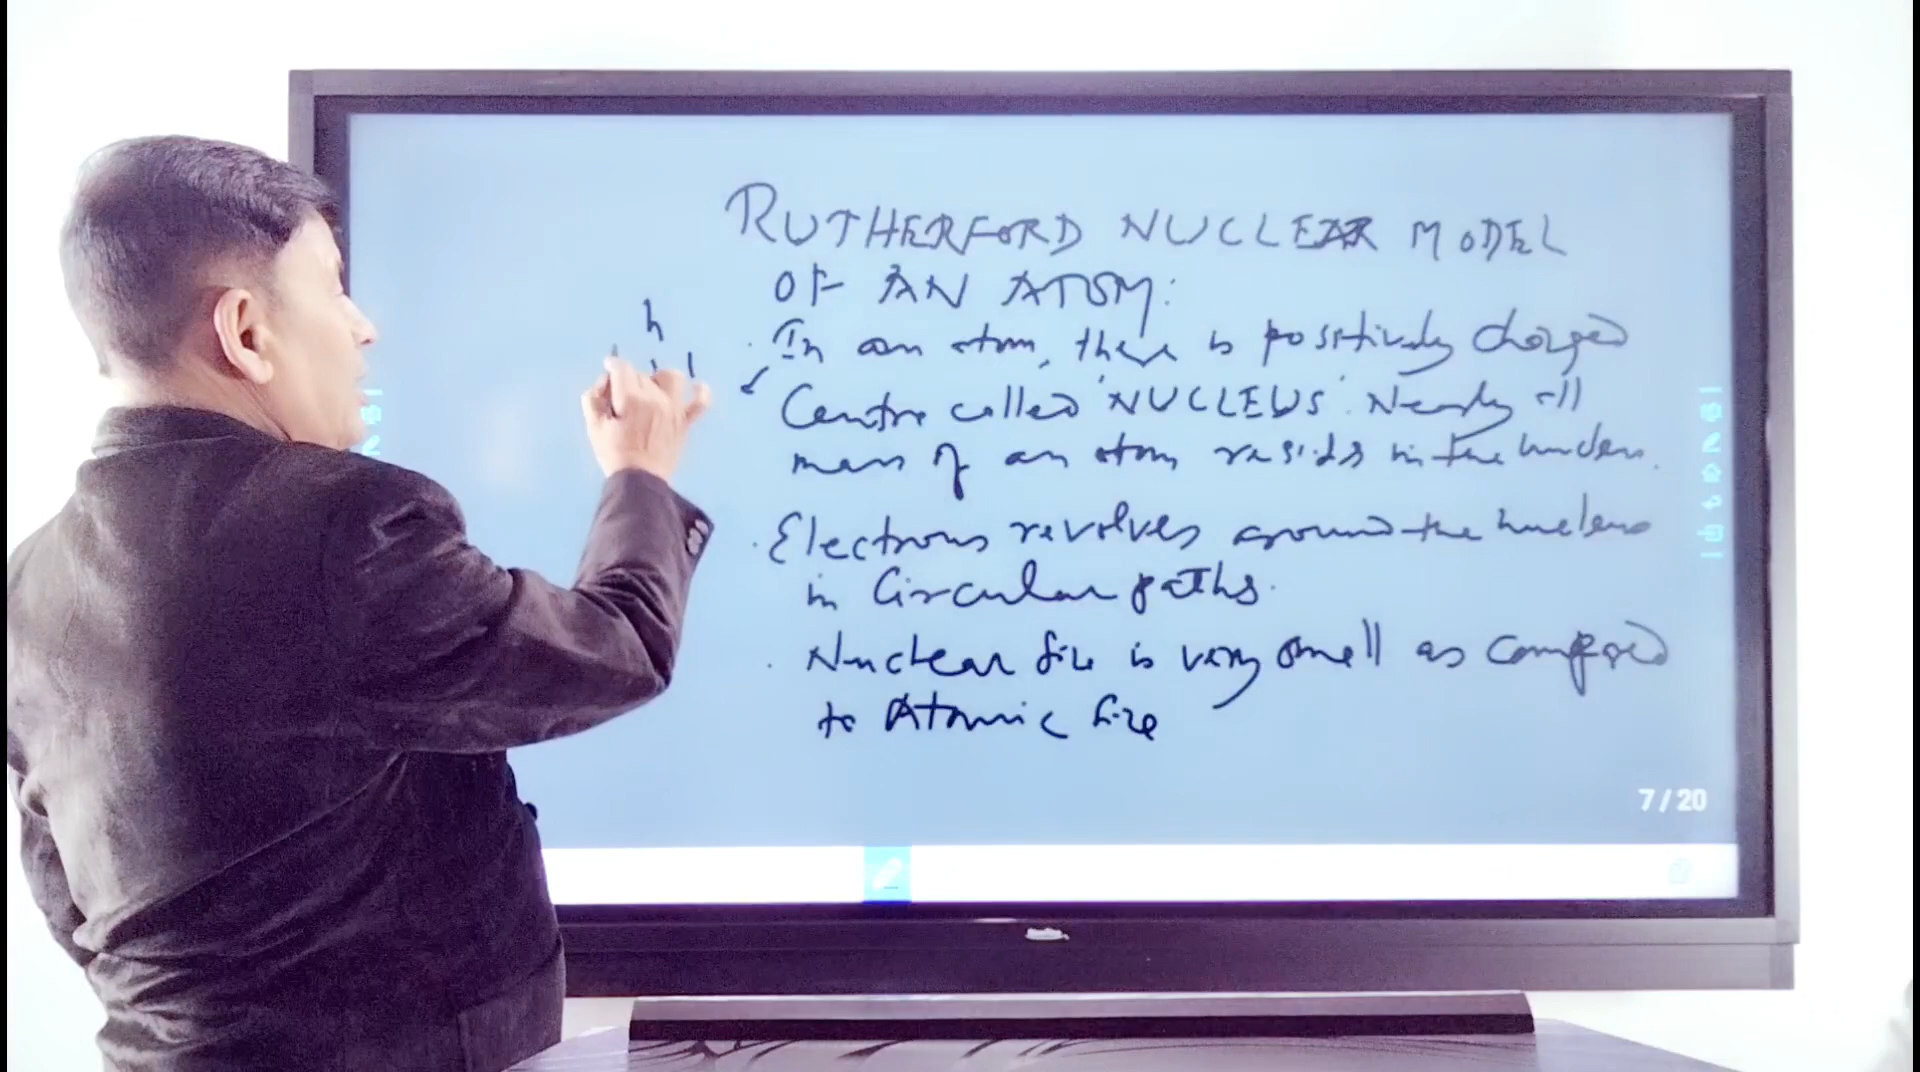 RUTHERFORD NUCLEAR MODEL
OF AN ATOM:
h
. In an atom, there is positively charged
Centre called 'NUCLEUS'. Nearly all
mass of an atom resids in the nucleus.
. Electrons revolves around the nucleus
in Circular paths.
. Nuclear size is very small as compared
to Atomic size
7/20